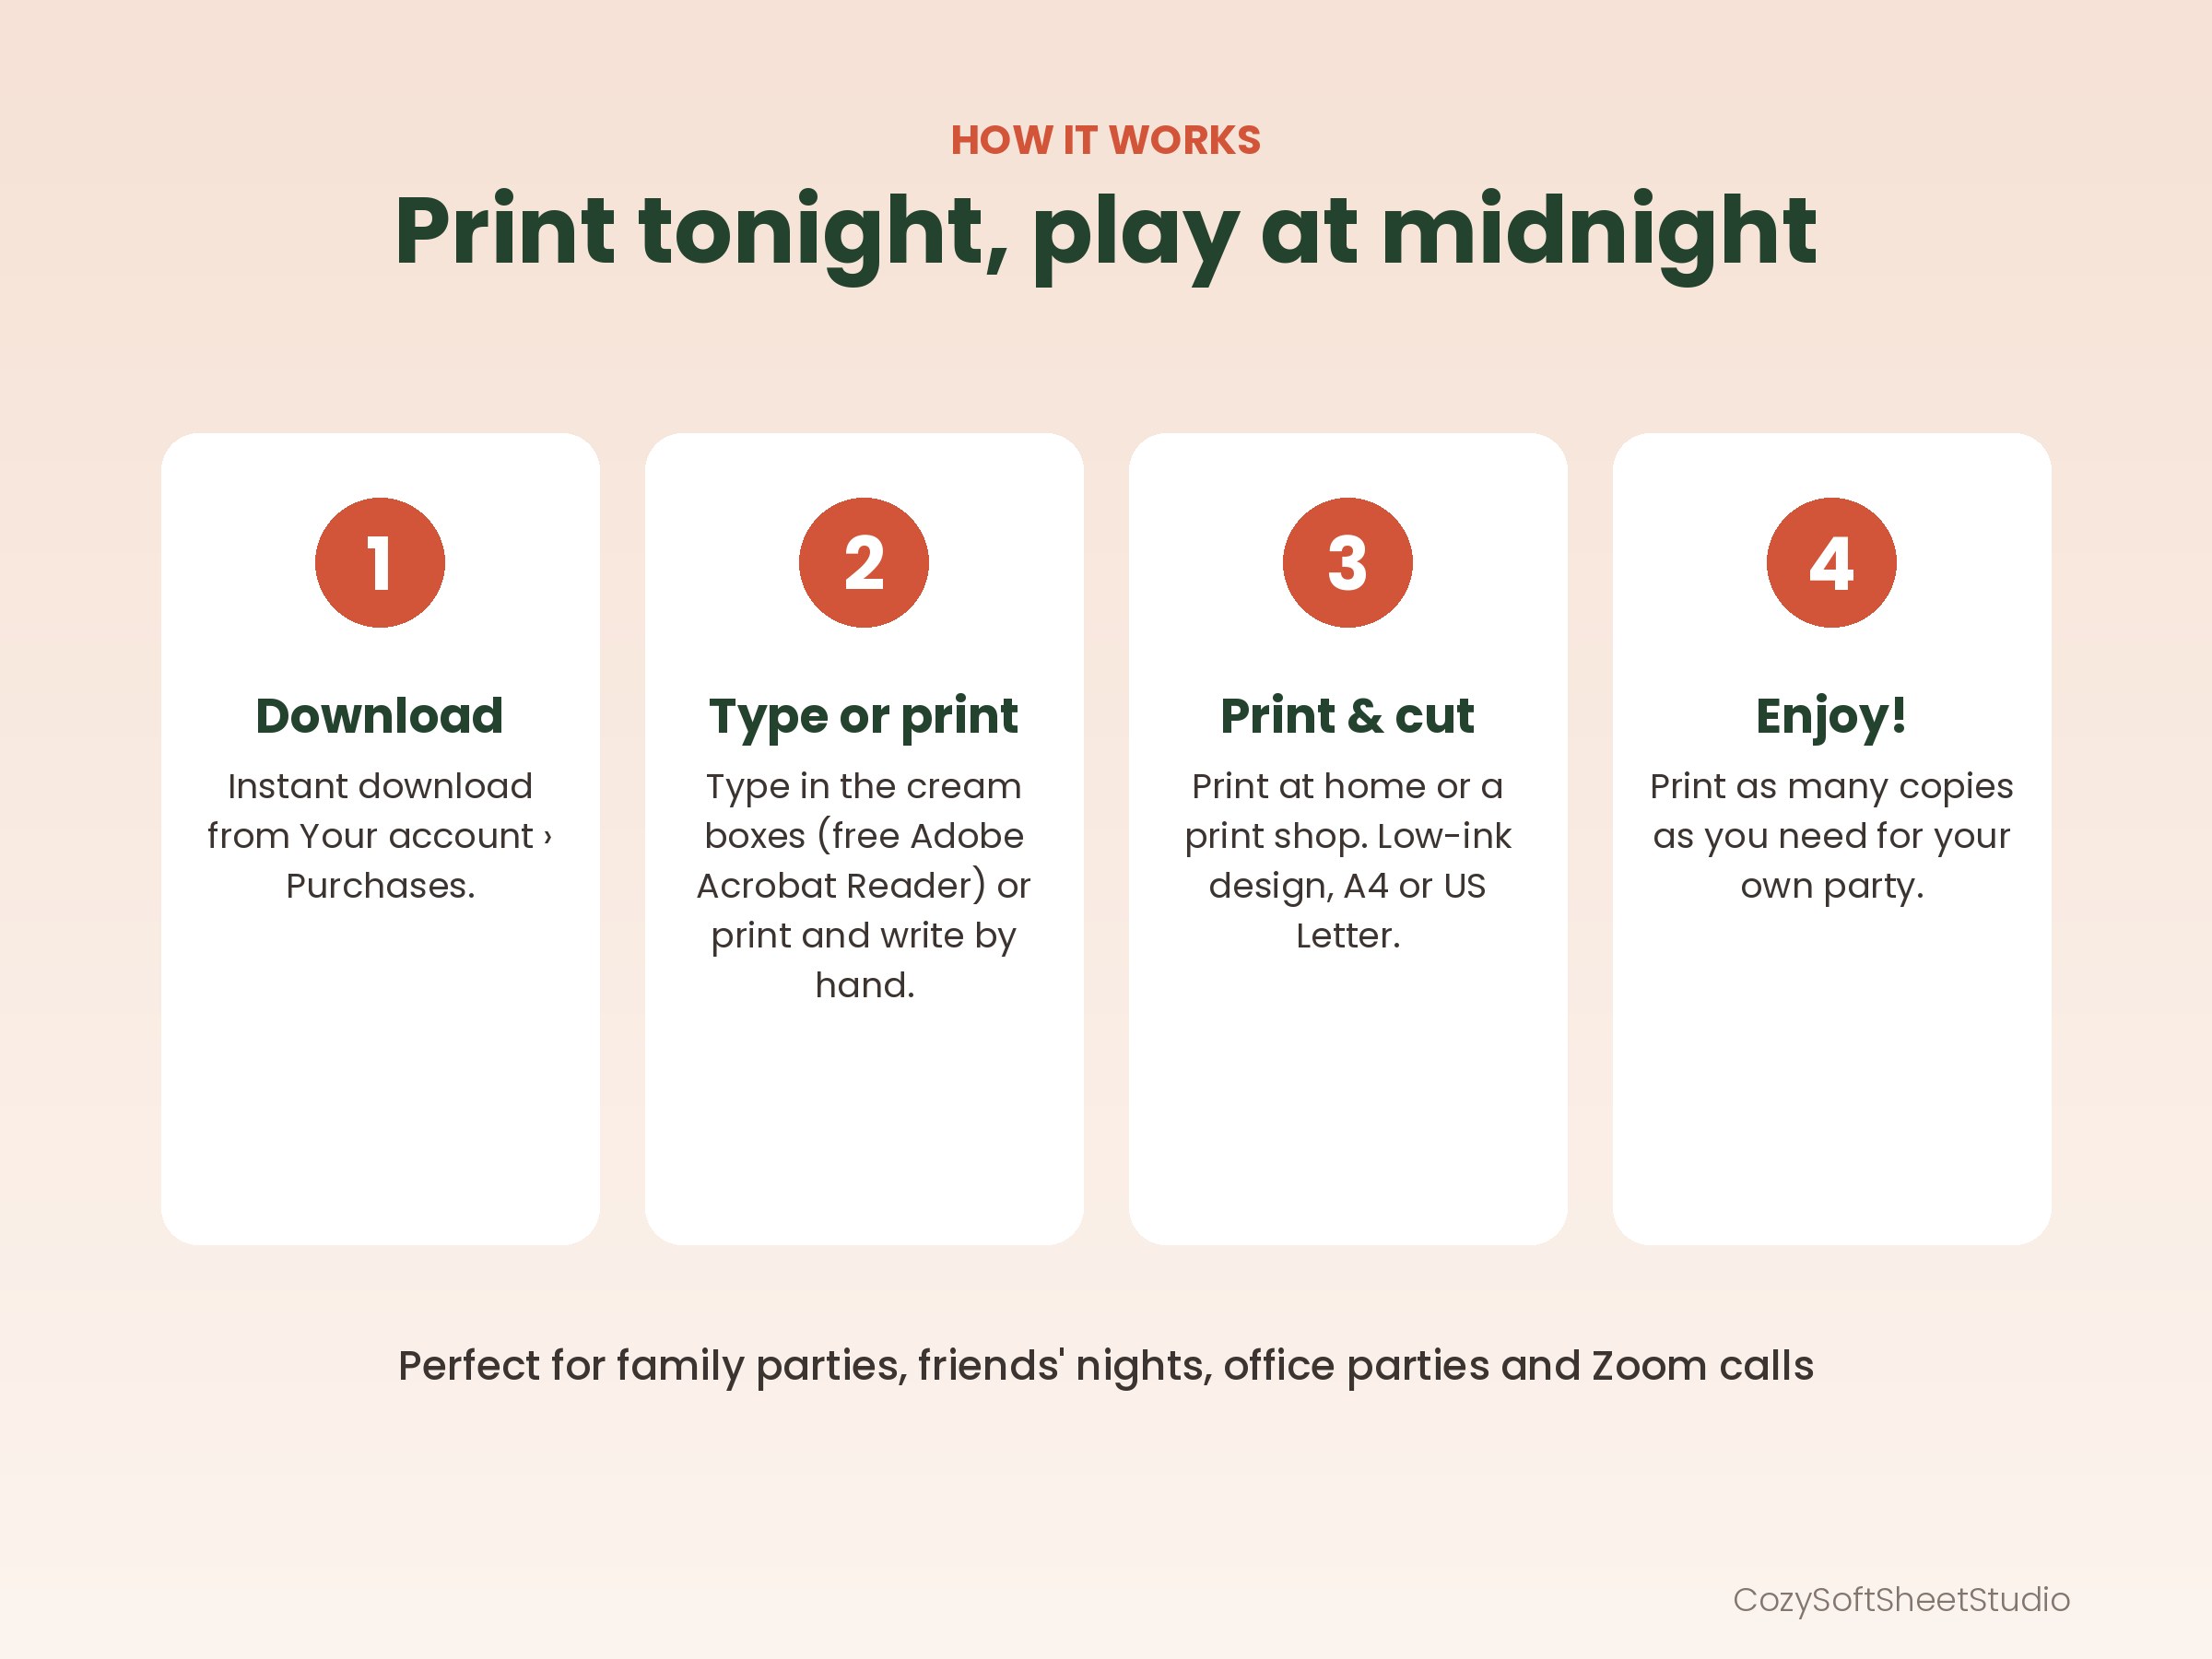 HOW IT WORKS
Print tonight, play at midnight
1
Download
Instant download
from Your account ›
Purchases.
2
Type or print
Type in the cream
boxes (free Adobe
Acrobat Reader) or
print and write by
hand.
3
Print & cut
Print at home or a
print shop. Low-ink
design, A4 or US
Letter.
4
Enjoy!
Print as many copies
as you need for your
own party.
Perfect for family parties, friends' nights, office parties and Zoom calls
CozySoftSheetStudio